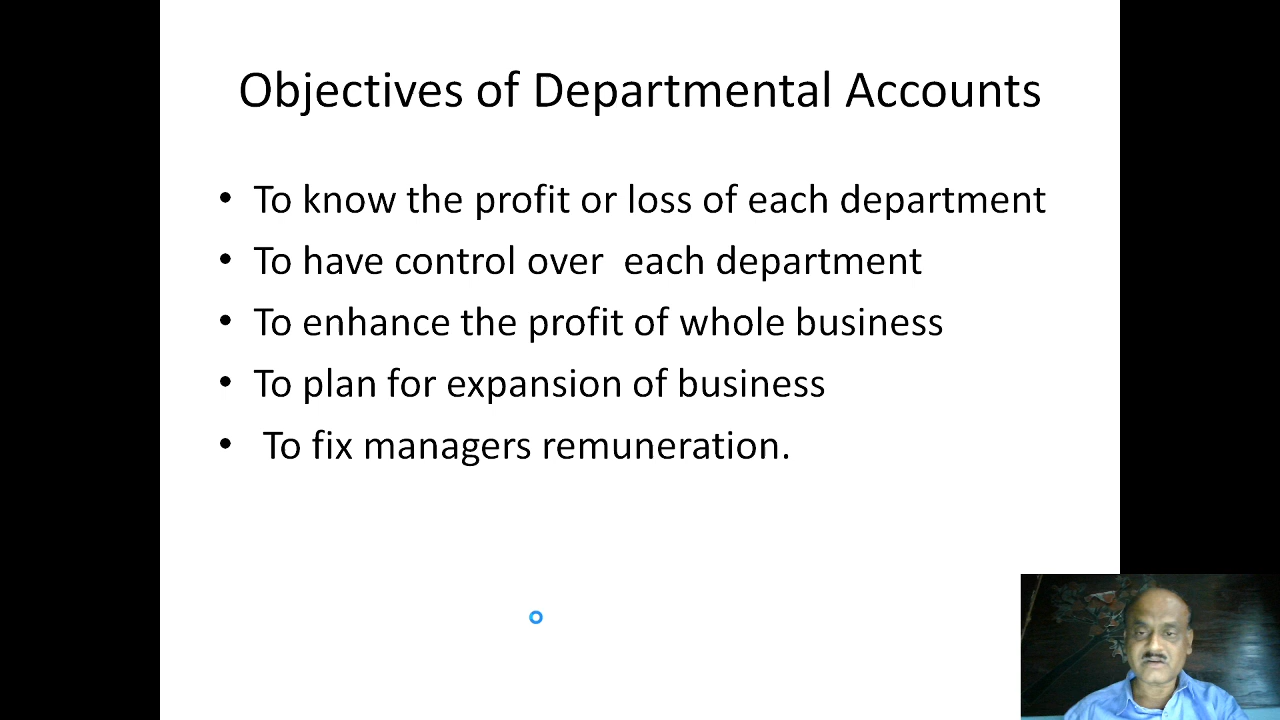 Objectives of Departmental Accounts
• To know the profit or loss of each department
• To have control over  each department
• To enhance the profit of whole business
• To plan for expansion of business
•  To fix managers remuneration.